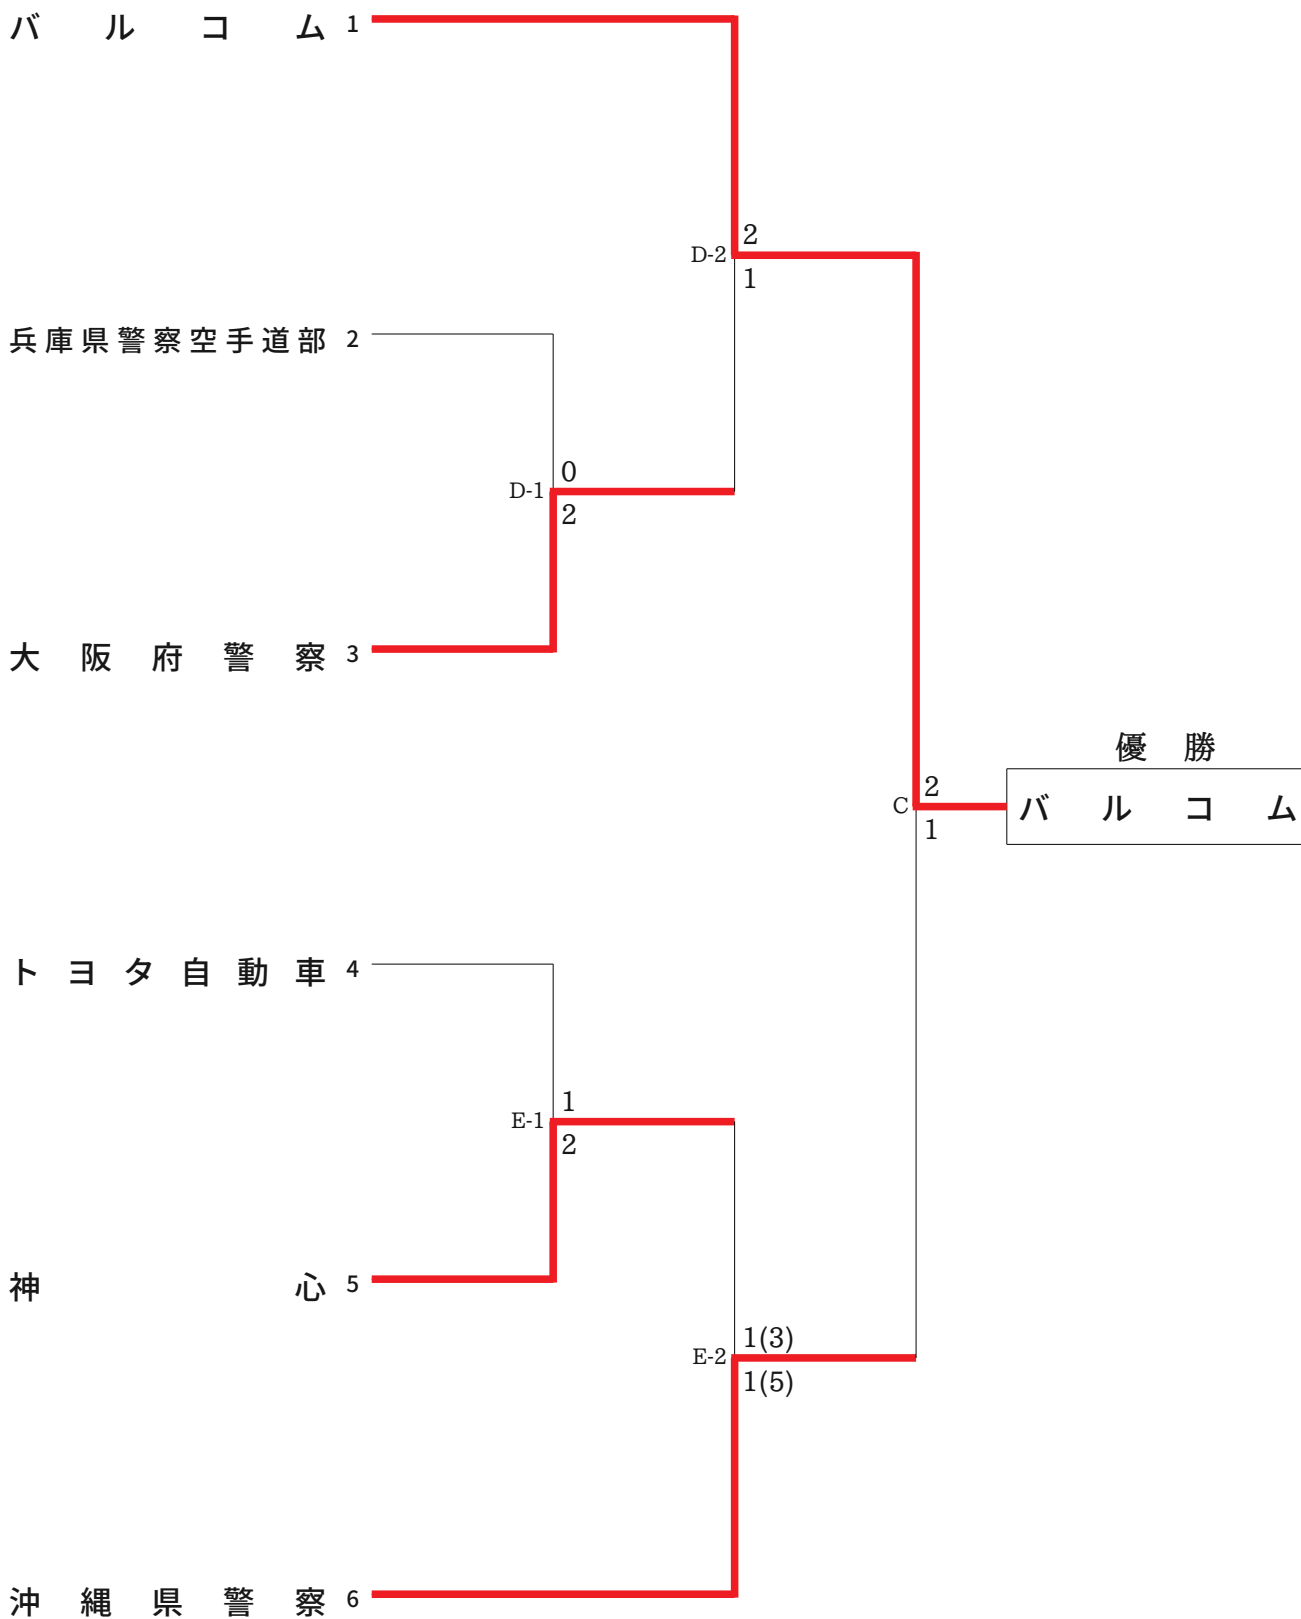 バルコム 1
2
D-2
1
兵庫県警察空手道部 2
0
D-1
2
大阪府警察 3
優勝
2
C
バルコム
1
トヨタ自動車 4
1
E-1
2
神心 5
1(3)
E-2
1(5)
沖縄県警察 6